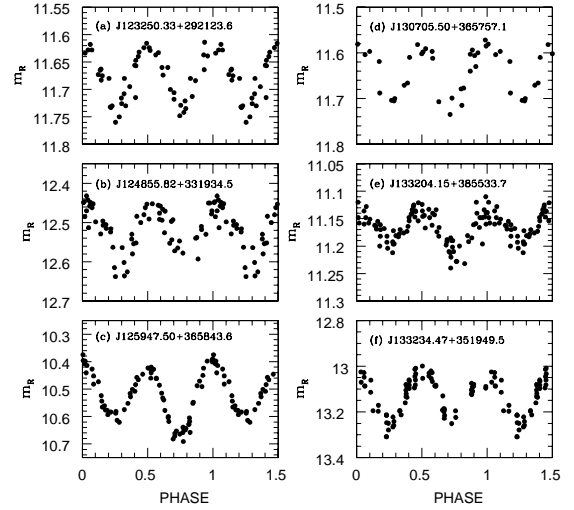 11.55
11.6
11.65
11.7
11.75
11.8
m_R
(a) J123250.33+292123.6
11.5
11.6
11.7
11.8
m_R
(d) J130705.50+365757.1
12.4
12.5
12.6
12.7
m_R
(b) J124855.82+331934.5
11.05
11.1
11.15
11.2
11.25
11.3
m_R
(e) J133204.15+385533.7
10.3
10.4
10.5
10.6
10.7
m_R
(c) J125947.50+365843.6
0 0.5 1 1.5
PHASE
12.8
13
13.2
13.4
m_R
(f) J133234.47+351949.5
0 0.5 1 1.5
PHASE